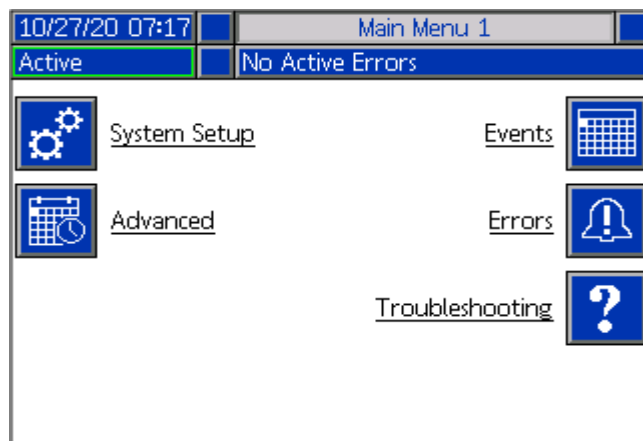 10/27/20 07:17 Main Menu 1
Active No Active Errors
System Setup Events
Advanced Errors
Troubleshooting